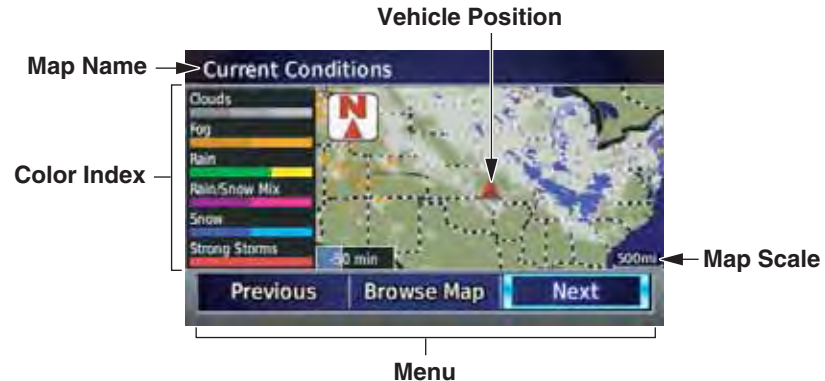 Vehicle Position
Map Name
Current Conditions
Clouds
N
Fog
Rain
Color Index
Rain/Snow Mix
Snow
Strong Storms
-50 min
500mi
Map Scale
Previous
Browse Map
Next
Menu